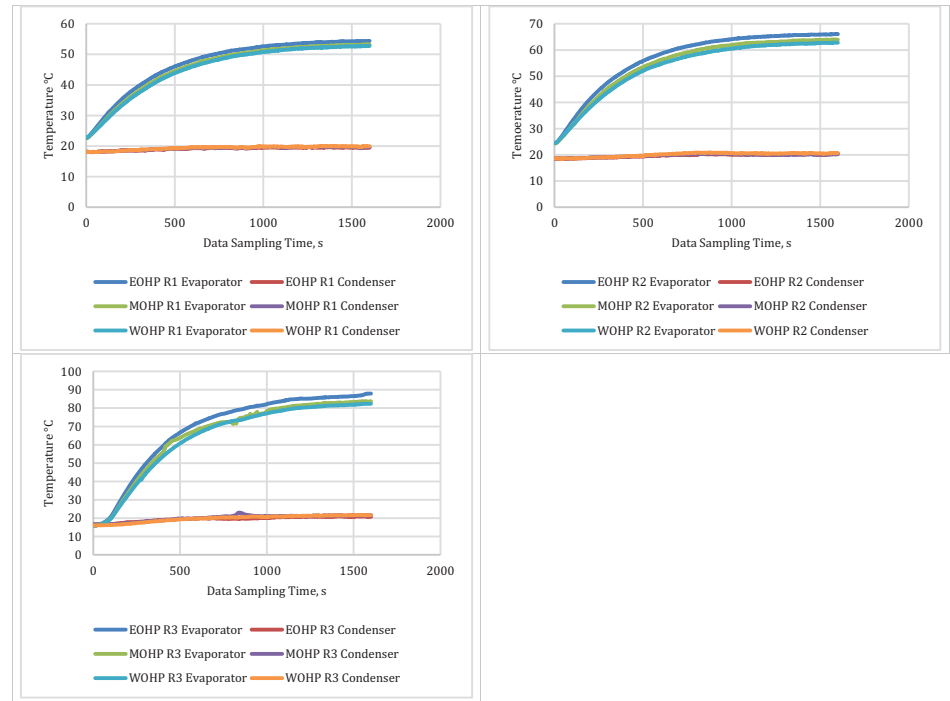 60
50
40
30
20
10
0
Temperature °C
0 500 1000 1500 2000
Data Sampling Time, s
EOHP R1 Evaporator EOHP R1 Condenser
MOHP R1 Evaporator MOHP R1 Condenser
WOHP R1 Evaporator WOHP R1 Condenser
70
60
50
40
30
20
10
0
Temoerature °C
0 500 1000 1500 2000
Data Sampling Time, s
EOHP R2 Evaporator EOHP R2 Condenser
MOHP R2 Evaporator MOHP R2 Condenser
WOHP R2 Evaporator WOHP R2 Condenser
100
90
80
70
60
50
40
30
20
10
0
Temperature °C
0 500 1000 1500 2000
Data Sampling Time, s
EOHP R3 Evaporator EOHP R3 Condenser
MOHP R3 Evaporator MOHP R3 Condenser
WOHP R3 Evaporator WOHP R3 Condenser